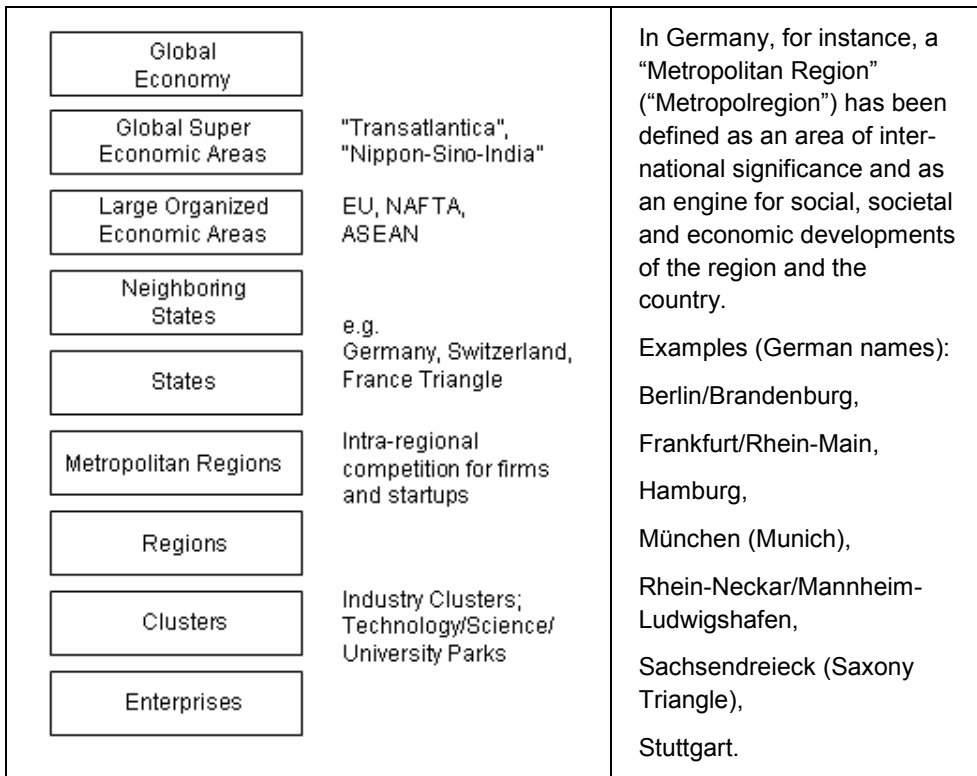 Global
Economy
Global Super
Economic Areas
"Transatlantica",
"Nippon-Sino-India"
Large Organized
Economic Areas
EU, NAFTA,
ASEAN
Neighboring
States
e.g.
Germany, Switzerland,
France Triangle
States
Metropolitan Regions
Intra-regional
competition for firms
and startups
Regions
Clusters
Industry Clusters;
Technology/Science/
University Parks
Enterprises
In Germany, for instance, a
“Metropolitan Region”
(“Metropolregion”) has been
defined as an area of inter-
national significance and as
an engine for social, societal
and economic developments
of the region and the
country.
Examples (German names):
Berlin/Brandenburg,
Frankfurt/Rhein-Main,
Hamburg,
München (Munich),
Rhein-Neckar/Mannheim-
Ludwigshafen,
Sachsendreieck (Saxony
Triangle),
Stuttgart.